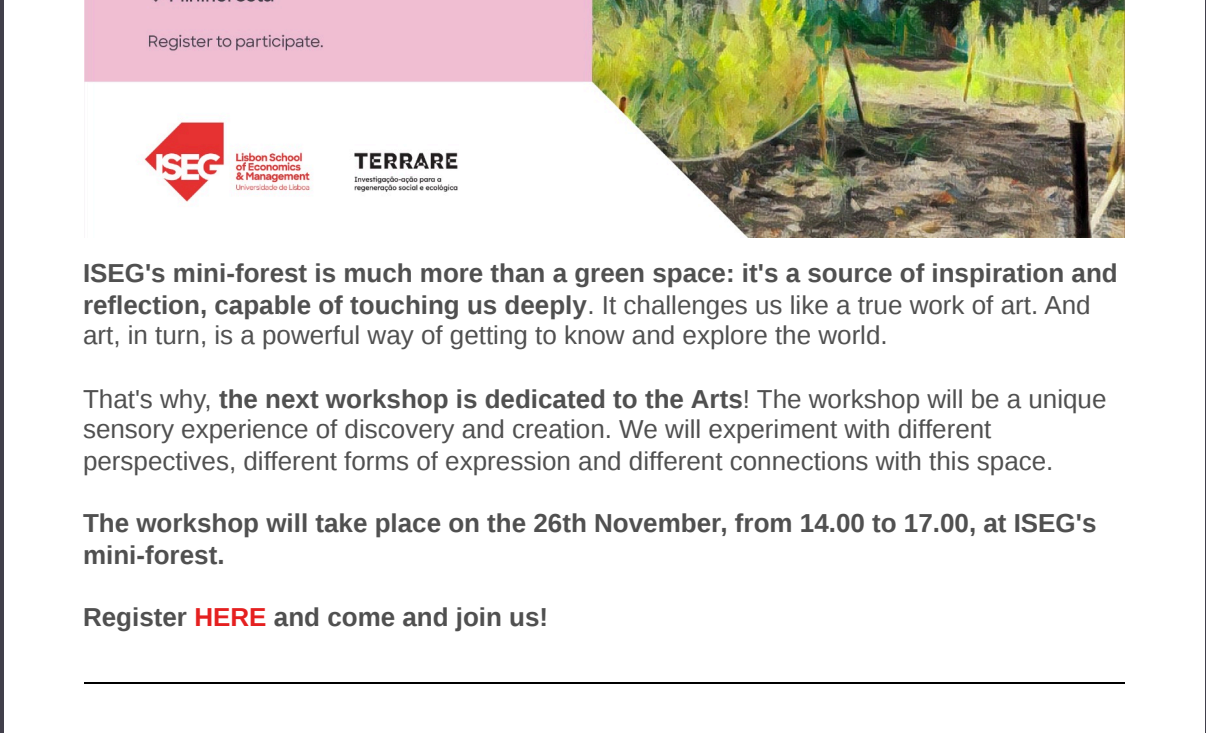 Register to participate.
ISEG
Lisbon School
of Economics
& Management
Universidade de Lisboa
TERRARE
Investigação-ação para a
regeneração social e ecológica
ISEG's mini-forest is much more than a green space: it's a source of inspiration and
reflection, capable of touching us deeply. It challenges us like a true work of art. And
art, in turn, is a powerful way of getting to know and explore the world.
That's why, the next workshop is dedicated to the Arts! The workshop will be a unique
sensory experience of discovery and creation. We will experiment with different
perspectives, different forms of expression and different connections with this space.
The workshop will take place on the 26th November, from 14.00 to 17.00, at ISEG's
mini-forest.
Register HERE and come and join us!